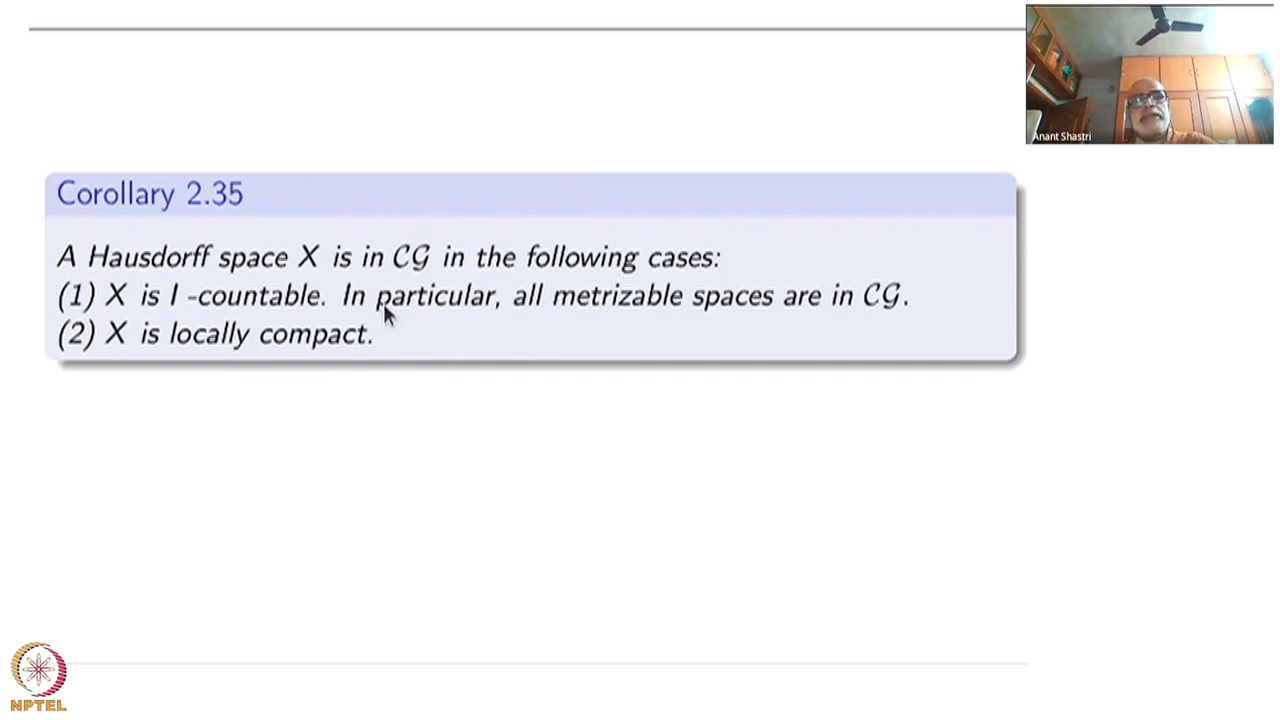 Anant Shastri
Corollary 2.35
A Hausdorff space X is in 𝒞𝒢 in the following cases:
(1) X is I -countable. In particular, all metrizable spaces are in 𝒞𝒢.
(2) X is locally compact.
NPTEL